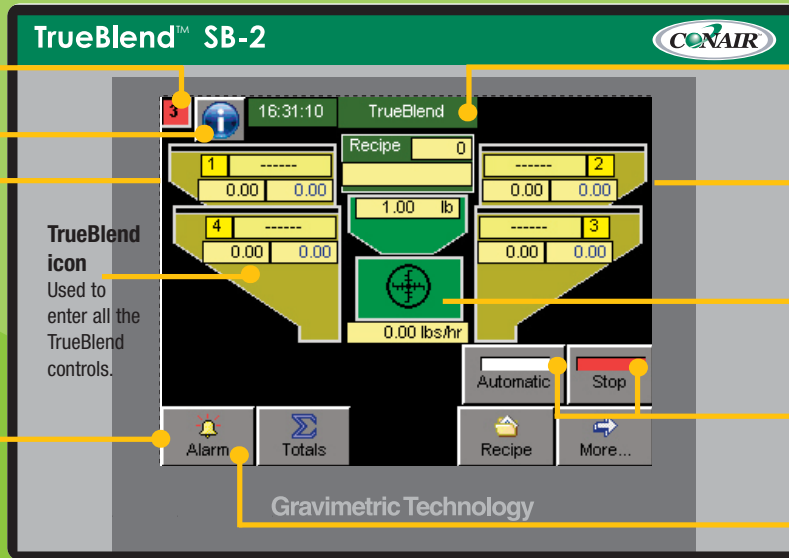 TrueBlend™ SB-2
CONAIR
3
16:31:10 TrueBlend
Recipe 0
1 ------
0.00 0.00
------ 2
0.00 0.00
1.00 lb
4 ------
0.00 0.00
------ 3
0.00 0.00
0.00 lbs/hr
TrueBlend
icon
Used to
enter all the
TrueBlend
controls.
Automatic Stop
Alarm Totals Recipe More...
Gravimetric Technology